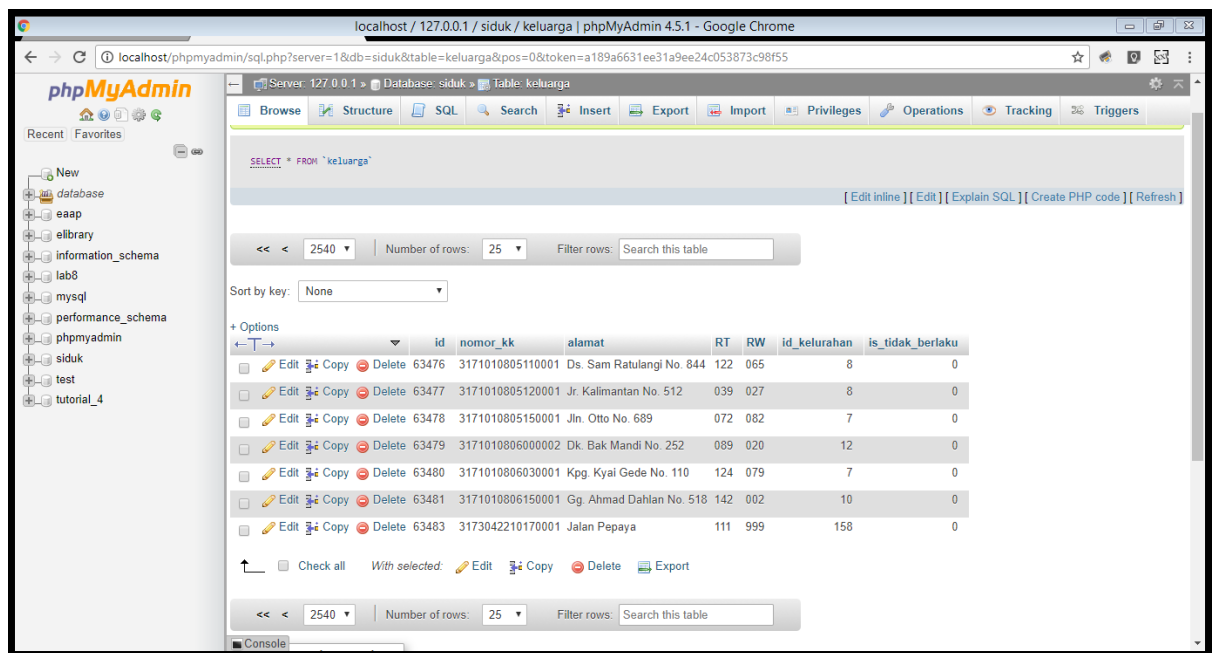 localhost / 127.0.0.1 / siduk / keluarga | phpMyAdmin 4.5.1 - Google Chrome
localhost/phpmyadmin/sql.php?server=1&db=siduk&table=keluarga&pos=0&token=a189a6631ee31a9ee24c053873c98f55
phpMyAdmin
Recent Favorites
New
database
eaap
elibrary
information_schema
lab8
mysql
performance_schema
phpmyadmin
siduk
test
tutorial_4
Server: 127.0.0.1 » Database: siduk » Table: keluarga
Browse Structure SQL Search Insert Export Import Privileges Operations Tracking Triggers
SELECT * FROM `keluarga`
[ Edit inline ] [ Edit ] [ Explain SQL ] [ Create PHP code ] [ Refresh ]
<< < 2540 Number of rows: 25 Filter rows: Search this table
Sort by key: None
+ Options
←T→ id nomor_kk alamat RT RW id_kelurahan is_tidak_berlaku
Edit Copy Delete 63476 3171010805110001 Ds. Sam Ratulangi No. 844 122 065 8 0
Edit Copy Delete 63477 3171010805120001 Jr. Kalimantan No. 512 039 027 8 0
Edit Copy Delete 63478 3171010805150001 Jln. Otto No. 689 072 082 7 0
Edit Copy Delete 63479 3171010806000002 Dk. Bak Mandi No. 252 089 020 12 0
Edit Copy Delete 63480 3171010806030001 Kpg. Kyai Gede No. 110 124 079 7 0
Edit Copy Delete 63481 3171010806150001 Gg. Ahmad Dahlan No. 518 142 002 10 0
Edit Copy Delete 63483 3173042210170001 Jalan Pepaya 111 999 158 0
Check all With selected: Edit Copy Delete Export
<< < 2540 Number of rows: 25 Filter rows: Search this table
Console